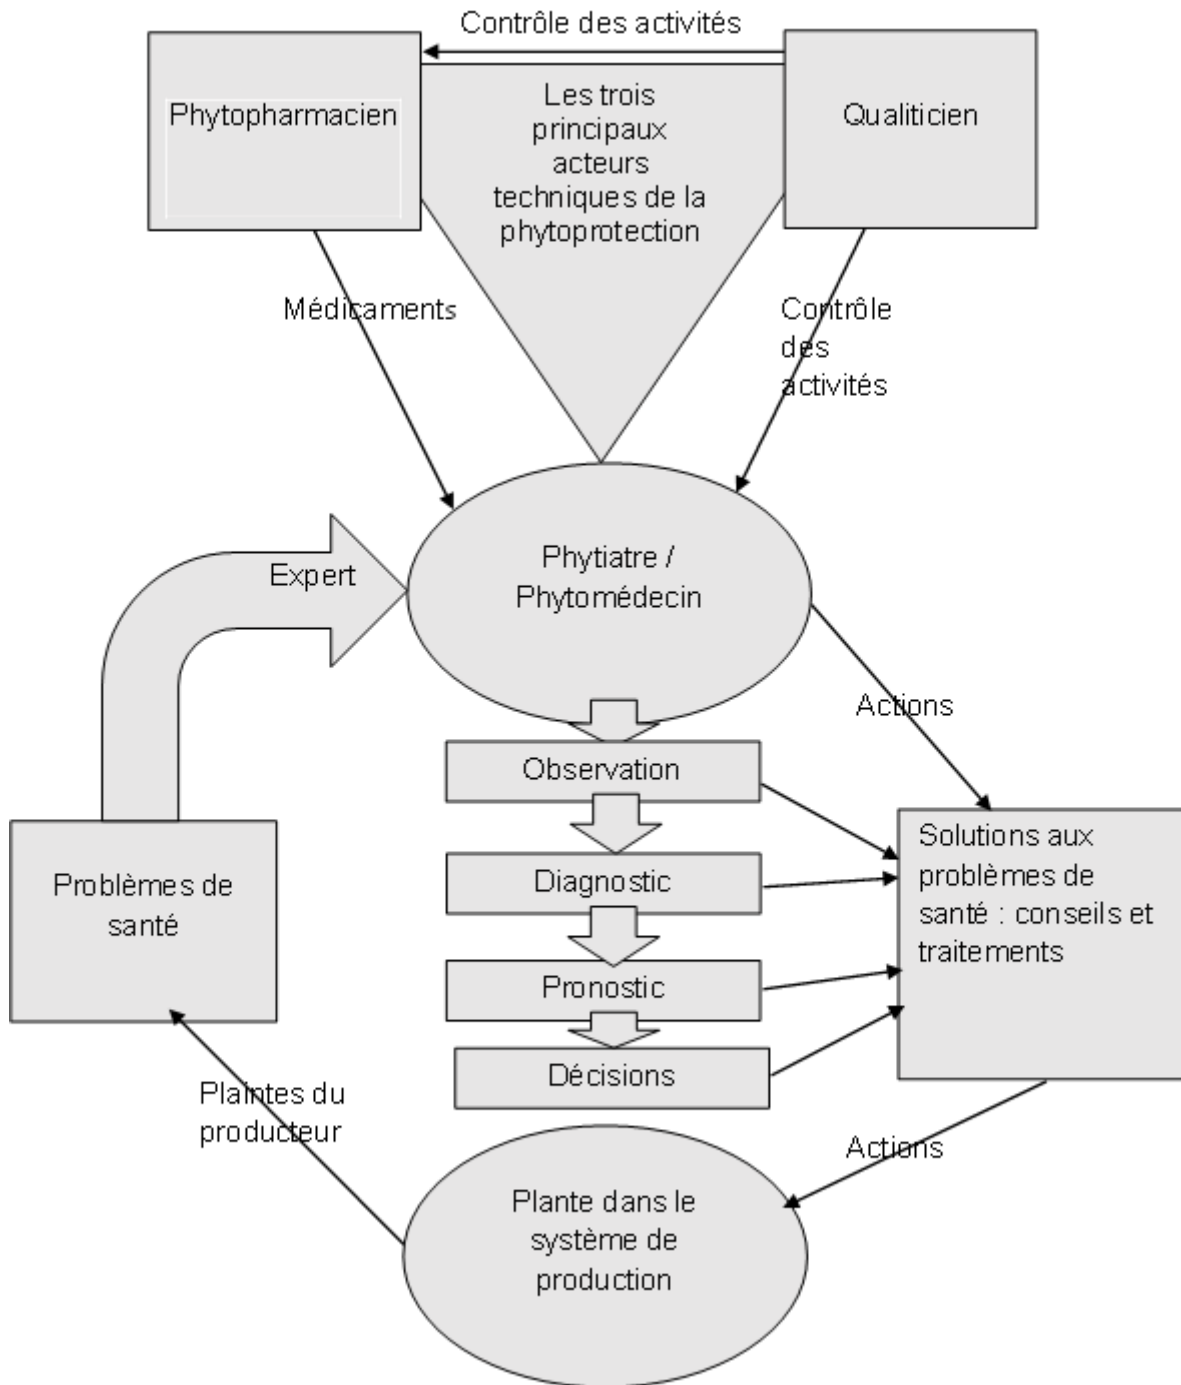 Contrôle des activités
Phytopharmacien
Les trois
principaux
acteurs
techniques de la
phytoprotection
Qualiticien
Médicaments
Contrôle
des
activités
Phytiatre /
Phytomédecin
Expert
Actions
Observation
Diagnostic
Pronostic
Décisions
Solutions aux
problèmes de
santé : conseils et
traitements
Problèmes de
santé
Plaintes du
producteur
Actions
Plante dans le
système de
production